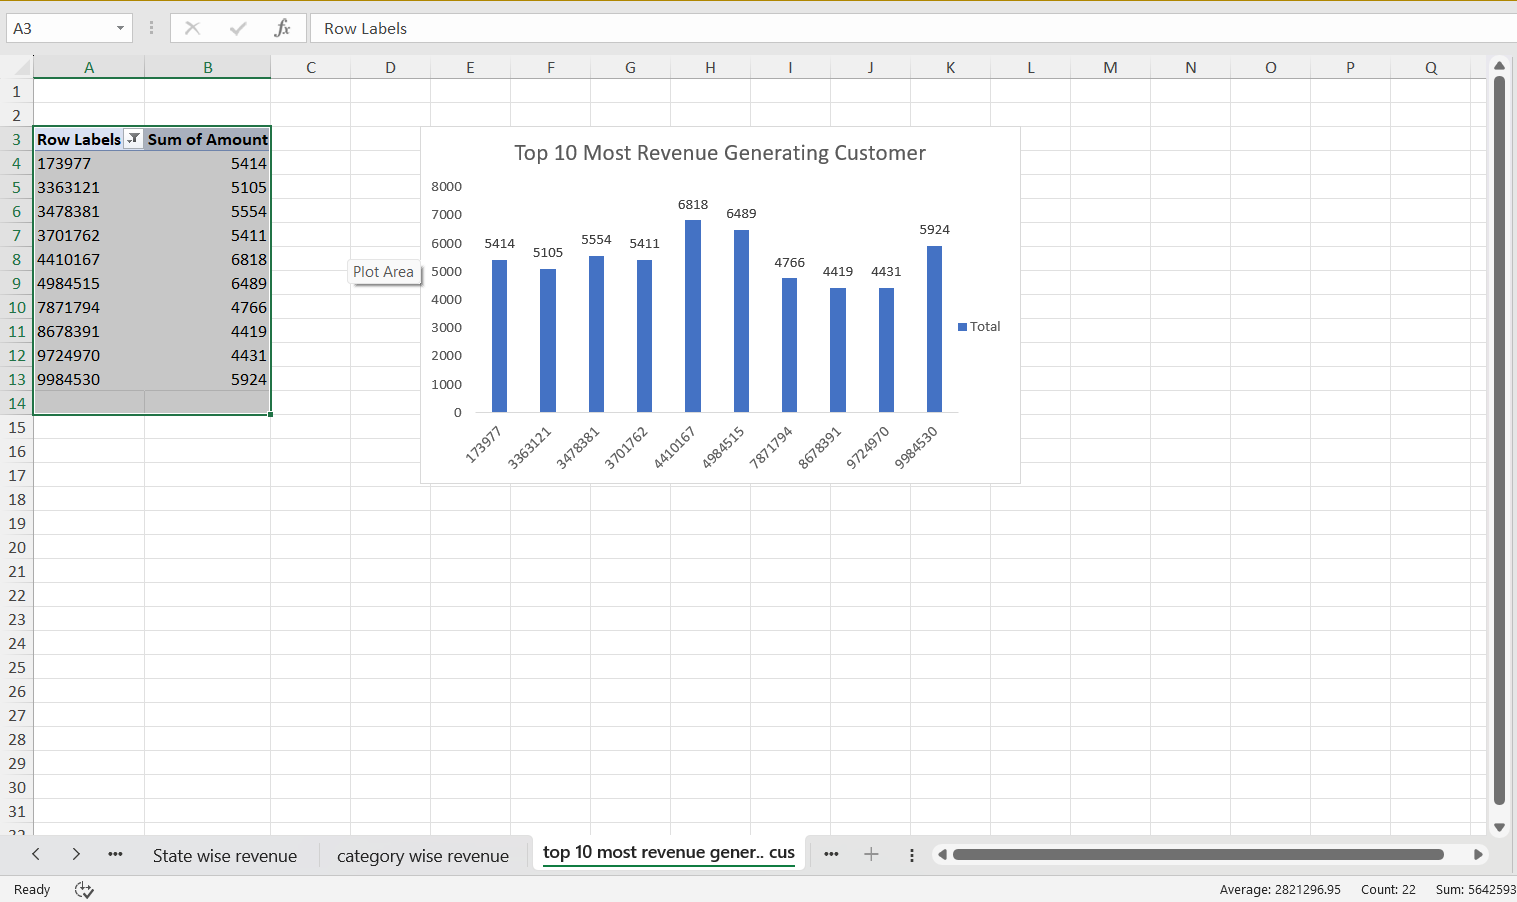 A3
fx
Row Labels
A B C D E F G H I J K L M N O P Q
1
2
3 Row Labels Sum of Amount
4 173977 5414
5 3363121 5105
6 3478381 5554
7 3701762 5411
8 4410167 6818
9 4984515 6489
10 7871794 4766
11 8678391 4419
12 9724970 4431
13 9984530 5924
14
15
16
17
18
19
20
21
22
23
24
25
26
27
28
29
30
31
32
Plot Area
Top 10 Most Revenue Generating Customer
8000
7000
6000
5000
4000
3000
2000
1000
0
5414 5105 5554 5411 6818 6489 4766 4419 4431 5924
173977 3363121 3478381 3701762 4410167 4984515 7871794 8678391 9724970 9984530
Total
State wise revenue category wise revenue top 10 most revenue gener.. cus
Ready
Average: 2821296.95 Count: 22 Sum: 5642593